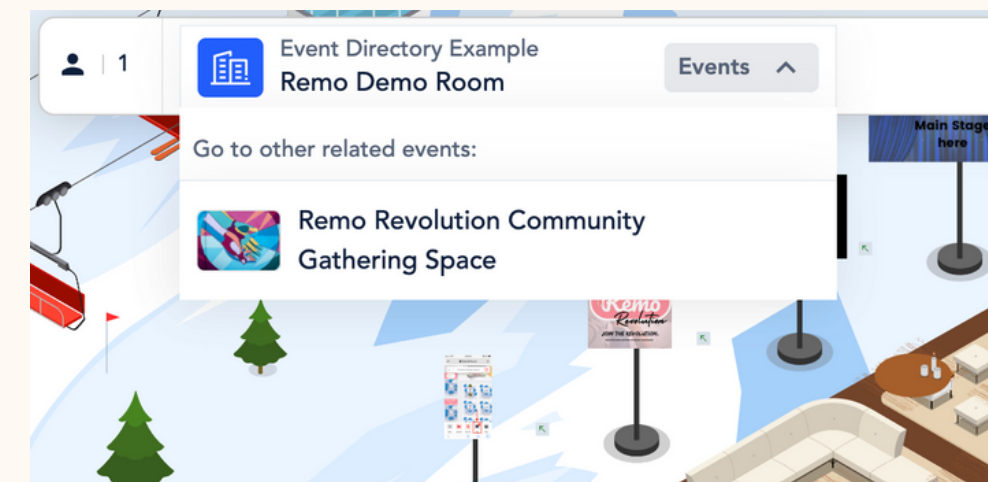 1
Event Directory Example
Remo Demo Room
Events
Go to other related events:
Remo Revolution Community
Gathering Space
Main Stage
here
Remo
Revolution
JOIN THE REVOLUTION.